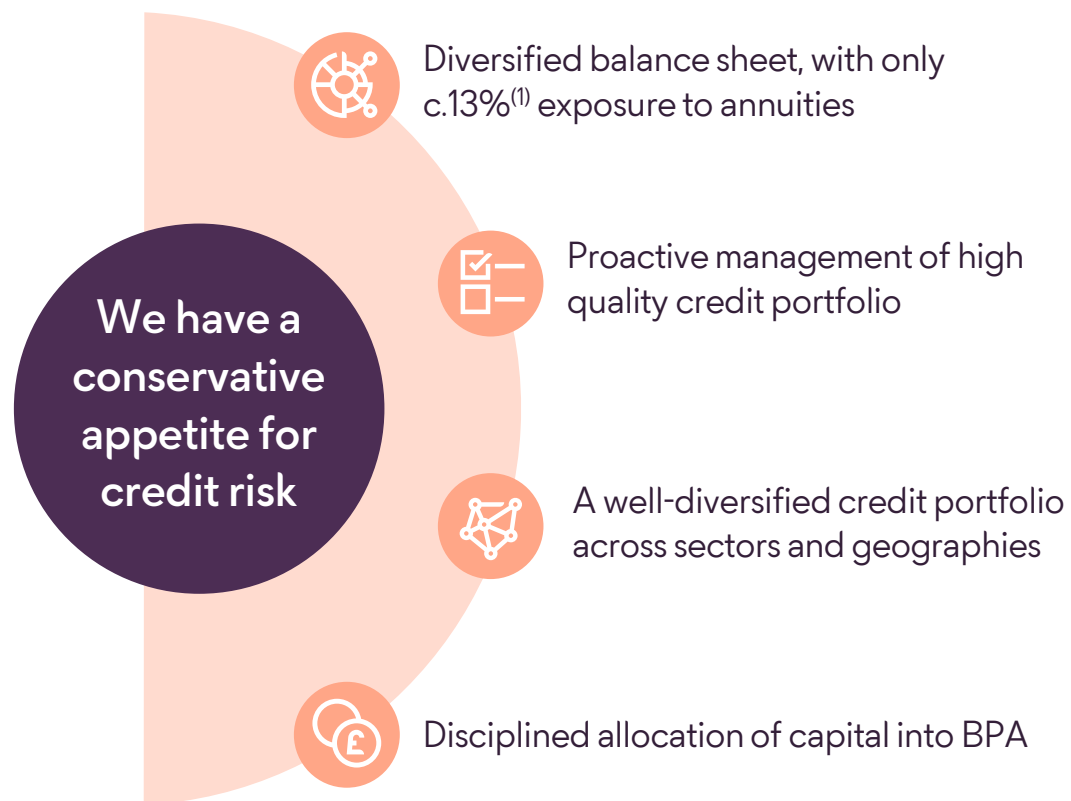 Diversified balance sheet, with only
c.13%(1) exposure to annuities
Proactive management of high
quality credit portfolio
We have a
conservative
appetite for
credit risk
A well-diversified credit portfolio
across sectors and geographies
£
Disciplined allocation of capital into BPA